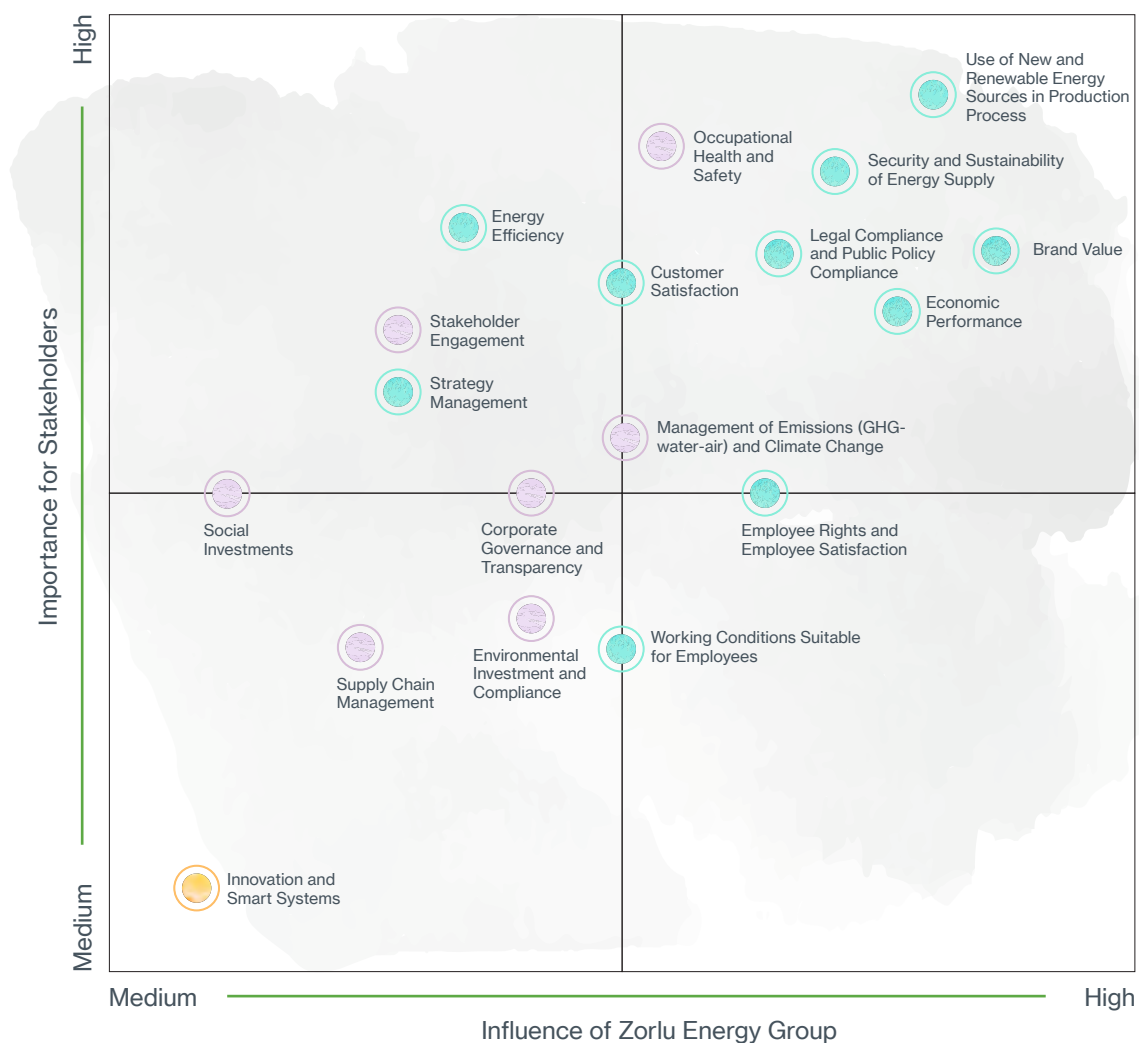 High
Use of New and
Renewable Energy
Sources in Production
Process
Occupational
Health and
Safety
Security and Sustainability
of Energy Supply
Energy
Efficiency
Legal Compliance
and Public Policy
Compliance
Brand Value
Customer
Satisfaction
Economic
Performance
Stakeholder
Engagement
Strategy
Management
Management of Emissions (GHG-
water-air) and Climate Change
Importance for Stakeholders
Social
Investments
Corporate
Governance and
Transparency
Employee Rights and
Employee Satisfaction
Working Conditions Suitable
for Employees
Environmental
Investment and
Compliance
Supply Chain
Management
Innovation and
Smart Systems
Medium
Medium
High
Influence of Zorlu Energy Group